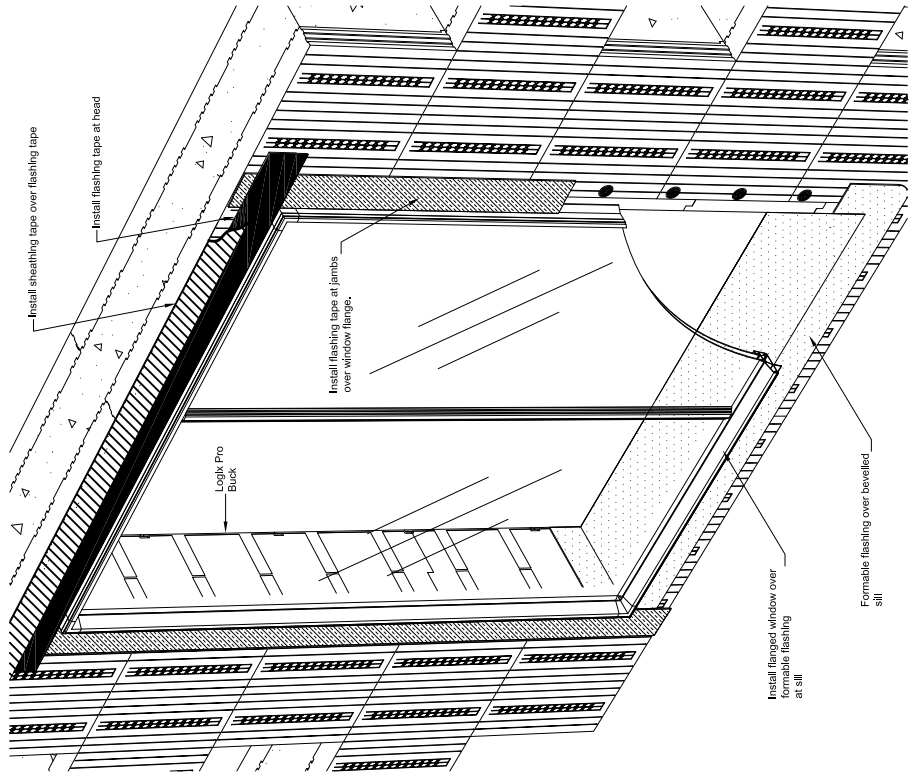 Install sheathing tape over flashing tape
Install flashing tape at head
Install flashing tape at jambs
over window flange.
Logix Pro
Buck
Install flanged window over
formable flashing
at sill
Formable flashing over bevelled
sill